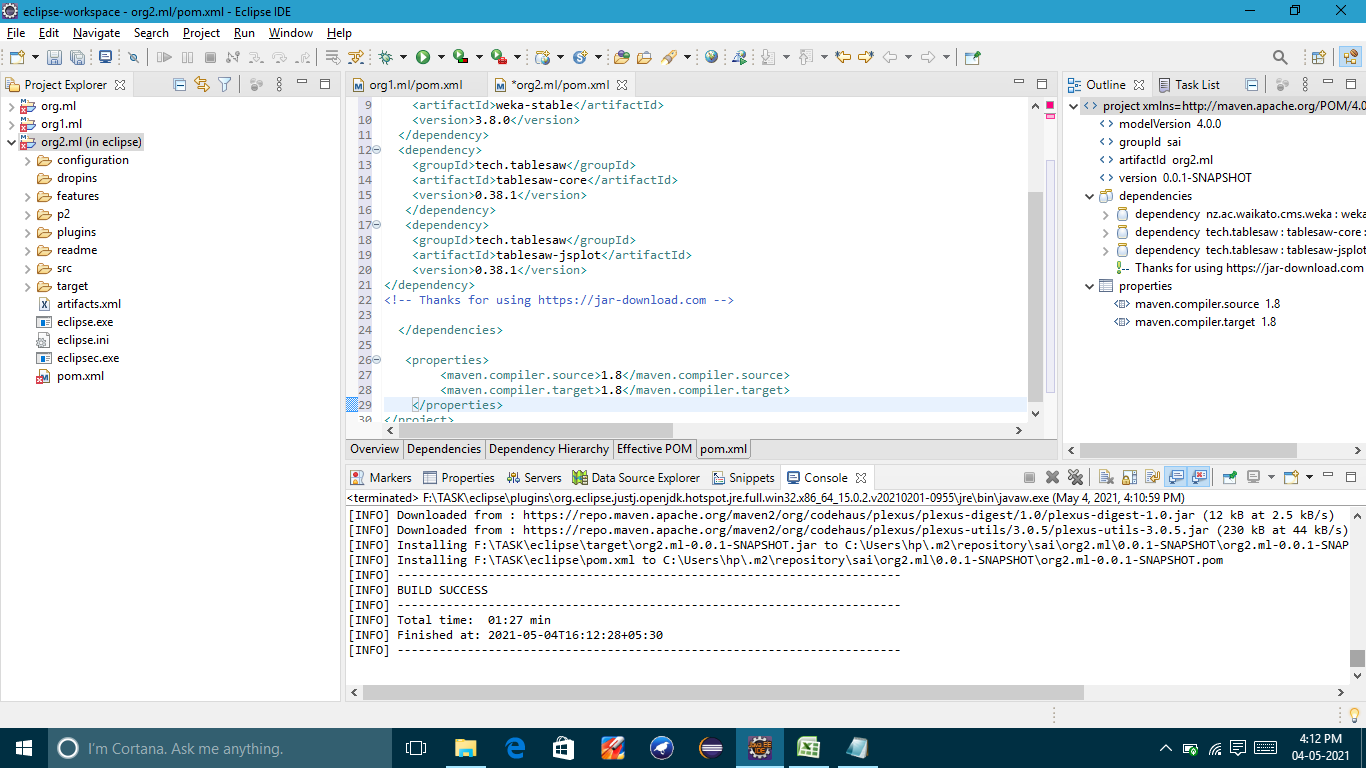 eclipse-workspace - org2.ml/pom.xml - Eclipse IDE
File Edit Navigate Search Project Run Window Help
Project Explorer
org.ml
org1.ml
org2.ml (in eclipse)
configuration
dropins
features
p2
plugins
readme
src
target
artifacts.xml
eclipse.exe
eclipse.ini
eclipsec.exe
pom.xml
org1.ml/pom.xml
*org2.ml/pom.xml
9 <artifactId>weka-stable</artifactId>
10 <version>3.8.0</version>
11 </dependency>
12 <dependency>
13 <groupId>tech.tablesaw</groupId>
14 <artifactId>tablesaw-core</artifactId>
15 <version>0.38.1</version>
16 </dependency>
17 <dependency>
18 <groupId>tech.tablesaw</groupId>
19 <artifactId>tablesaw-jsplot</artifactId>
20 <version>0.38.1</version>
21 </dependency>
22 <!-- Thanks for using https://jar-download.com -->
23
24 </dependencies>
25
26 <properties>
27 <maven.compiler.source>1.8</maven.compiler.source>
28 <maven.compiler.target>1.8</maven.compiler.target>
29 </properties>
30 </project>
Overview Dependencies Dependency Hierarchy Effective POM pom.xml
Outline Task List
project xmlns=http://maven.apache.org/POM/4.0
modelVersion 4.0.0
groupId sai
artifactId org2.ml
version 0.0.1-SNAPSHOT
dependencies
dependency nz.ac.waikato.cms.weka : weka
dependency tech.tablesaw : tablesaw-core :
dependency tech.tablesaw : tablesaw-jsplot
Thanks for using https://jar-download.com
properties
maven.compiler.source 1.8
maven.compiler.target 1.8
Markers Properties Servers Data Source Explorer Snippets Console
<terminated> F:\TASK\eclipse\plugins\org.eclipse.justj.openjdk.hotspot.jre.full.win32.x86_64_15.0.2.v20210201-0955\jre\bin\javaw.exe (May 4, 2021, 4:10:59 PM)
[INFO] Downloaded from : https://repo.maven.apache.org/maven2/org/codehaus/plexus/plexus-digest/1.0/plexus-digest-1.0.jar (12 kB at 2.5 kB/s)
[INFO] Downloaded from : https://repo.maven.apache.org/maven2/org/codehaus/plexus/plexus-utils/3.0.5/plexus-utils-3.0.5.jar (230 kB at 44 kB/s)
[INFO] Installing F:\TASK\eclipse\target\org2.ml-0.0.1-SNAPSHOT.jar to C:\Users\hp\.m2\repository\sai\org2.ml\0.0.1-SNAPSHOT\org2.ml-0.0.1-SNAP
[INFO] Installing F:\TASK\eclipse\pom.xml to C:\Users\hp\.m2\repository\sai\org2.ml\0.0.1-SNAPSHOT\org2.ml-0.0.1-SNAPSHOT.pom
[INFO] ------------------------------------------------------------------------
[INFO] BUILD SUCCESS
[INFO] ------------------------------------------------------------------------
[INFO] Total time:  01:27 min
[INFO] Finished at: 2021-05-04T16:12:28+05:30
[INFO] ------------------------------------------------------------------------
I'm Cortana. Ask me anything.
4:12 PM
04-05-2021